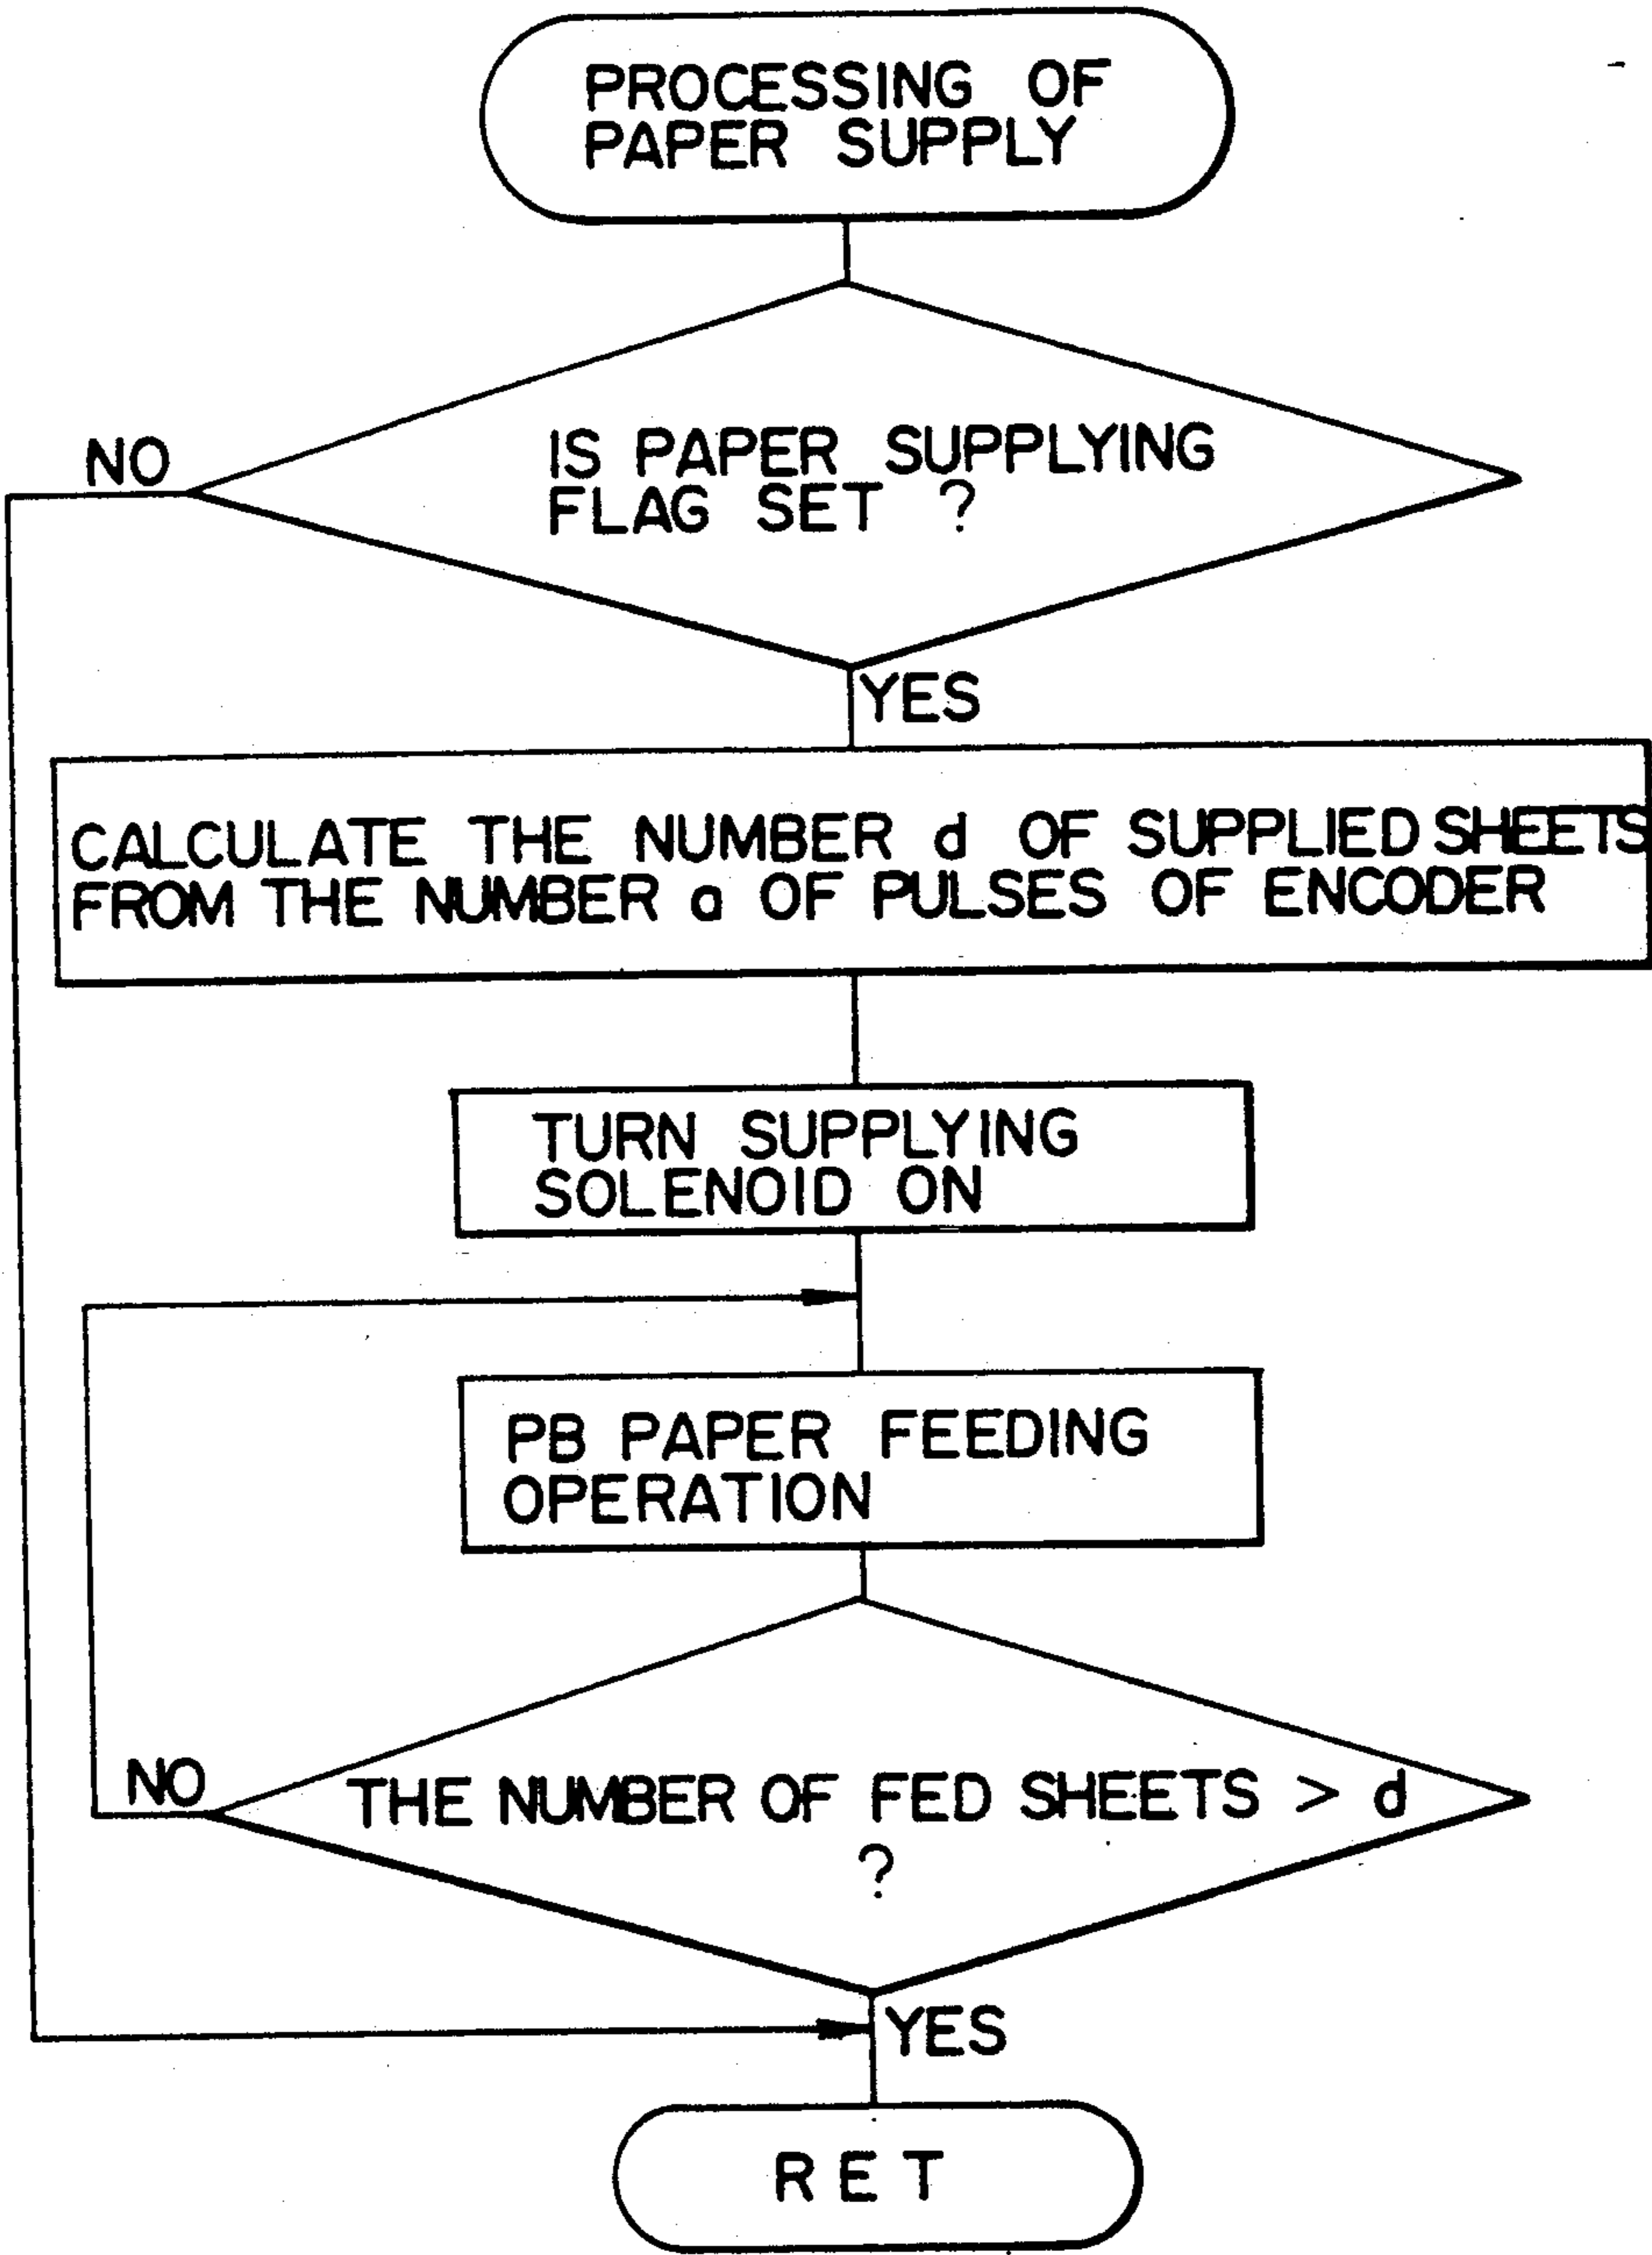 PROCESSING OF
PAPER SUPPLY
NO
IS PAPER SUPPLYING
FLAG SET ?
YES
CALCULATE THE NUMBER d OF SUPPLIED SHEETS
FROM THE NUMBER a OF PULSES OF ENCODER
TURN SUPPLYING
SOLENOID ON
PB PAPER FEEDING
OPERATION
NO
THE NUMBER OF FED SHEETS > d
?
YES
RET